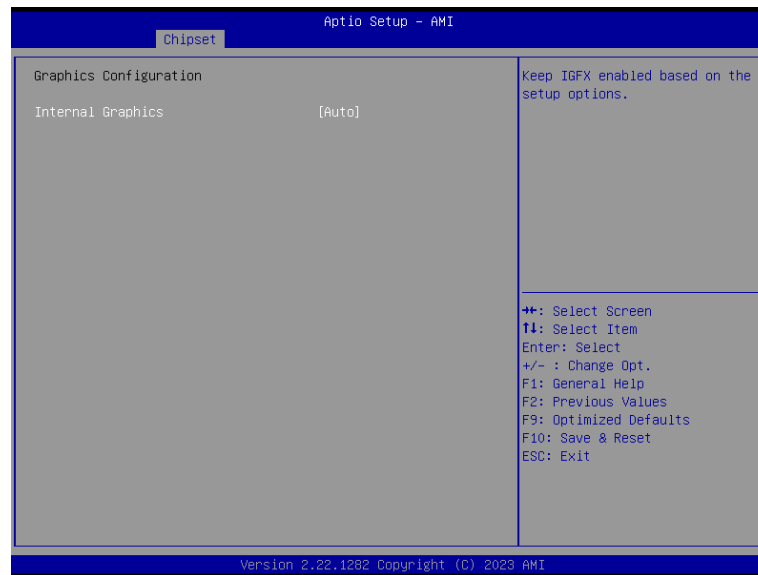 Aptio Setup – AMI
Chipset
Graphics Configuration
Internal Graphics [Auto]
Keep IGFX enabled based on the
setup options.
→←: Select Screen
↑↓: Select Item
Enter: Select
+/- : Change Opt.
F1: General Help
F2: Previous Values
F9: Optimized Defaults
F10: Save & Reset
ESC: Exit
Version 2.22.1282 Copyright (C) 2023 AMI